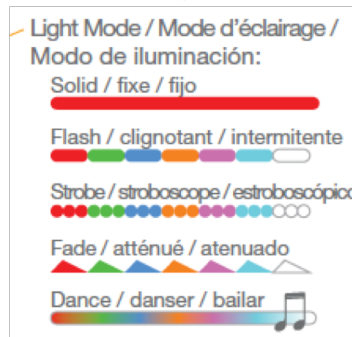 Light Mode / Mode d'éclairage /
Modo de iluminación:
Solid / fixe / fijo
Flash / clignotant / intermitente
Strobe / stroboscope / estroboscópico
Fade / atténué / atenuado
Dance / danser / bailar